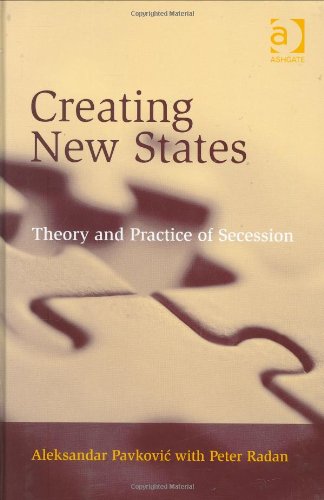 a
ASHGATE
Creating
New States
Theory and Practice of Secession
Aleksandar Pavković with Peter Radan